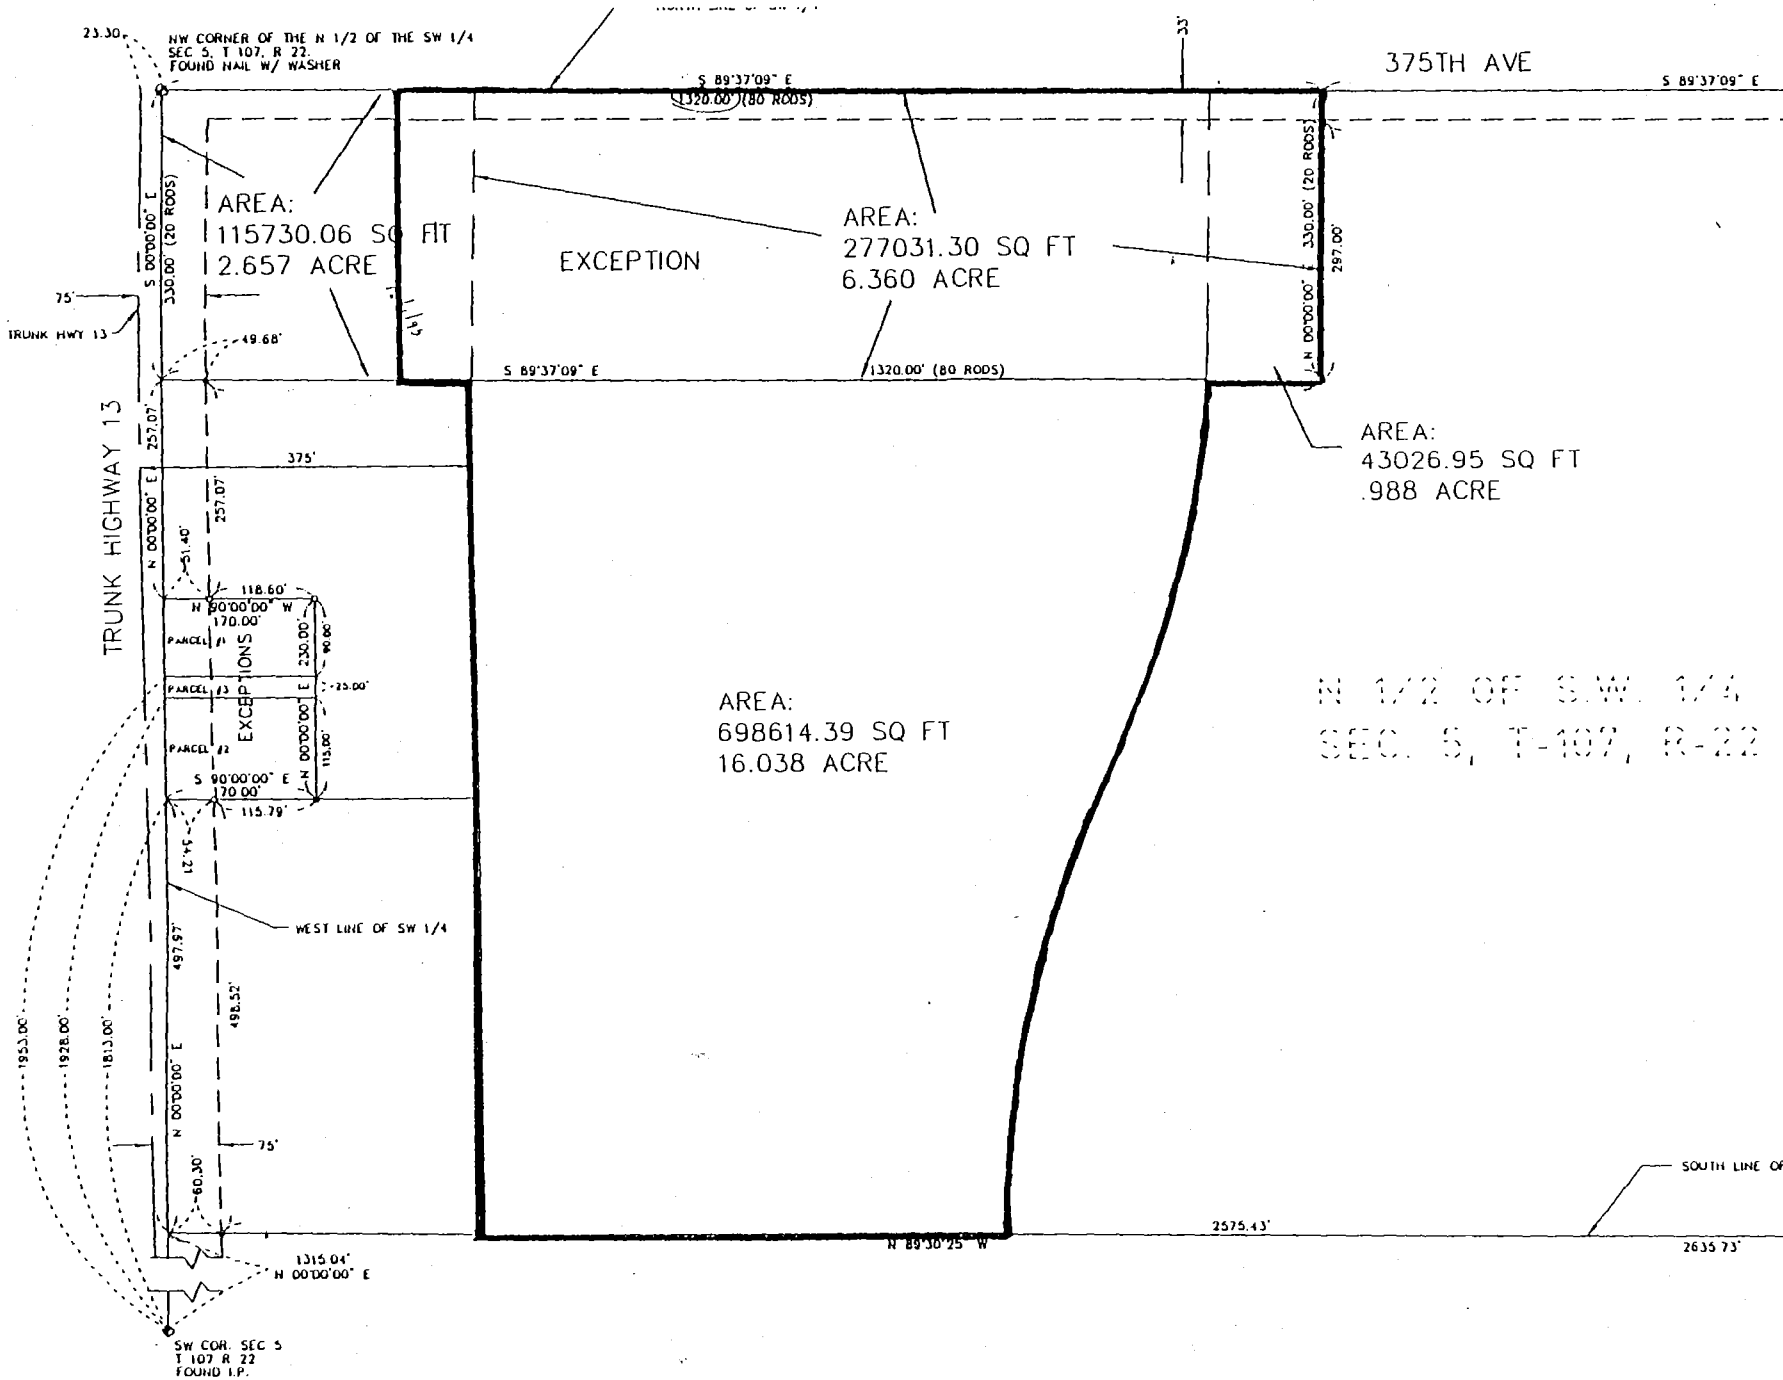 23.30
NW CORNER OF THE N 1/2 OF THE SW 1/4
SEC 5, T 107, R 22.
FOUND NAIL W/ WASHER
33'
375TH AVE
S 89°37'09" E
1320.00' (80 RODS)
S 89°37'09" E
S 00°00'00" E
330.00' (20 RODS)
AREA:
115730.06 SQ FT
2.657 ACRE
EXCEPTION
AREA:
277031.30 SQ FT
6.360 ACRE
N 00°00'00" E 330.00' (20 RODS)
297.00'
75'
TRUNK HWY 13
49.68'
S 89°37'09" E
1320.00' (80 RODS)
AREA:
43026.95 SQ FT
.988 ACRE
TRUNK HIGHWAY 13
257.07'
N 00°00'00" E
375'
257.07'
51.40'
118.60'
N 90°00'00" W
170.00'
PARCEL #1
PARCEL #3
PARCEL #2
EXCEPTIONS
230.00'
N 00°00'00" E
90.00'
25.00'
115.00'
S 90°00'00" E
170.00'
115.79'
54.21
AREA:
698614.39 SQ FT
16.038 ACRE
N 1/2 OF S.W. 1/4
SEC. 5, T-107, R-22
WEST LINE OF SW 1/4
497.97'
498.52'
N 00°00'00" E
1953.00'
1928.00'
1813.00'
75'
60.30'
SOUTH LINE OF
2575.43'
N 89°30'25" W
2635.73'
1315.04'
N 00°00'00" E
SW COR. SEC 5
T 107 R 22
FOUND I.P.